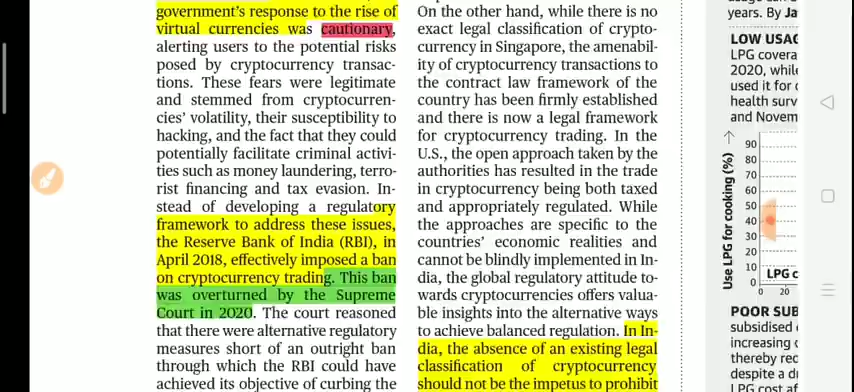 government's response to the rise of
virtual currencies was cautionary,
alerting users to the potential risks
posed by cryptocurrency transac-
tions. These fears were legitimate
and stemmed from cryptocurren-
cies' volatility, their susceptibility to
hacking, and the fact that they could
potentially facilitate criminal activi-
ties such as money laundering, terro-
rist financing and tax evasion. In-
stead of developing a regulatory
framework to address these issues,
the Reserve Bank of India (RBI), in
April 2018, effectively imposed a ban
on cryptocurrency trading. This ban
was overturned by the Supreme
Court in 2020. The court reasoned
that there were alternative regulatory
measures short of an outright ban
through which the RBI could have
achieved its objective of curbing the
On the other hand, while there is no
exact legal classification of crypto-
currency in Singapore, the amenabil-
ity of cryptocurrency transactions to
the contract law framework of the
country has been firmly established
and there is now a legal framework
for cryptocurrency trading. In the
U.S., the open approach taken by the
authorities has resulted in the trade
in cryptocurrency being both taxed
and appropriately regulated. While
the approaches are specific to the
countries' economic realities and
cannot be blindly implemented in In-
dia, the global regulatory attitude to-
wards cryptocurrencies offers valua-
ble insights into the alternative ways
to achieve balanced regulation. In In-
dia, the absence of an existing legal
classification of cryptocurrency
should not be the impetus to prohibit
years. By Ja
LOW USAG
LPG covera
2020, while
used it for c
health surv
and Novem
Use LPG for cooking (%)
90
80
70
60
50
40
30
20
10
0
LPG c
0 20
POOR SUB
subsidised
increasing c
thereby red
despite a d
LPG cost af